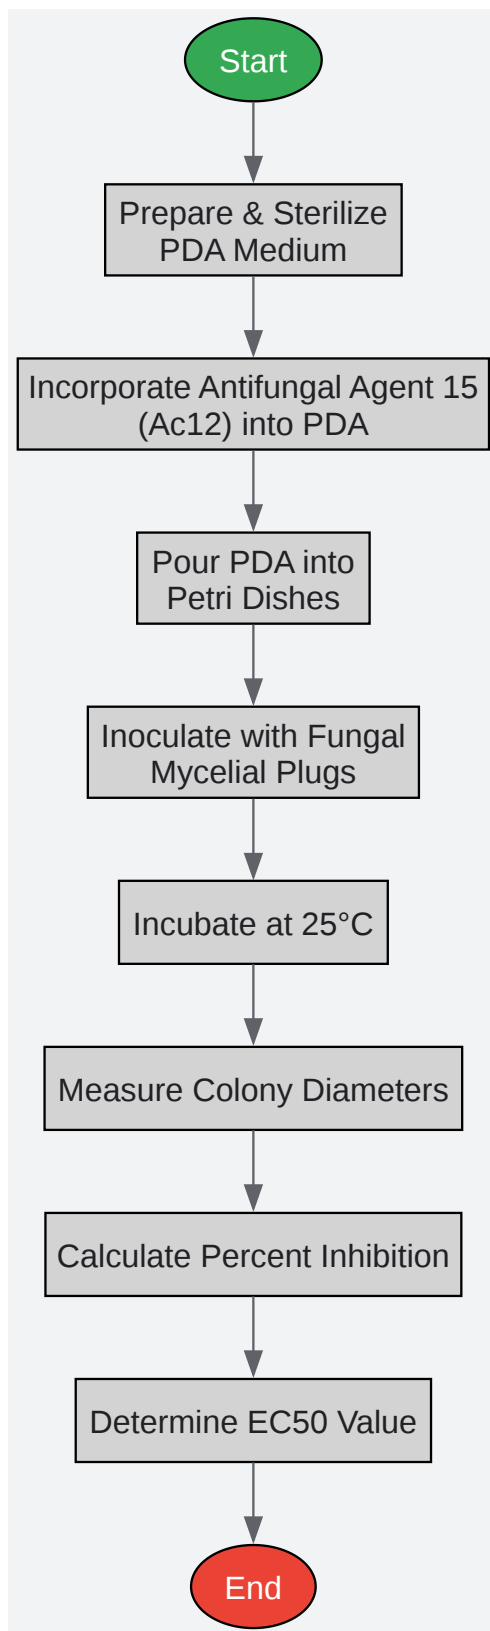 Start
Prepare & Sterilize
PDA Medium
Incorporate Antifungal Agent 15
(Ac12) into PDA
Pour PDA into
Petri Dishes
Inoculate with Fungal
Mycelial Plugs
Incubate at 25°C
Measure Colony Diameters
Calculate Percent Inhibition
Determine EC50 Value
End